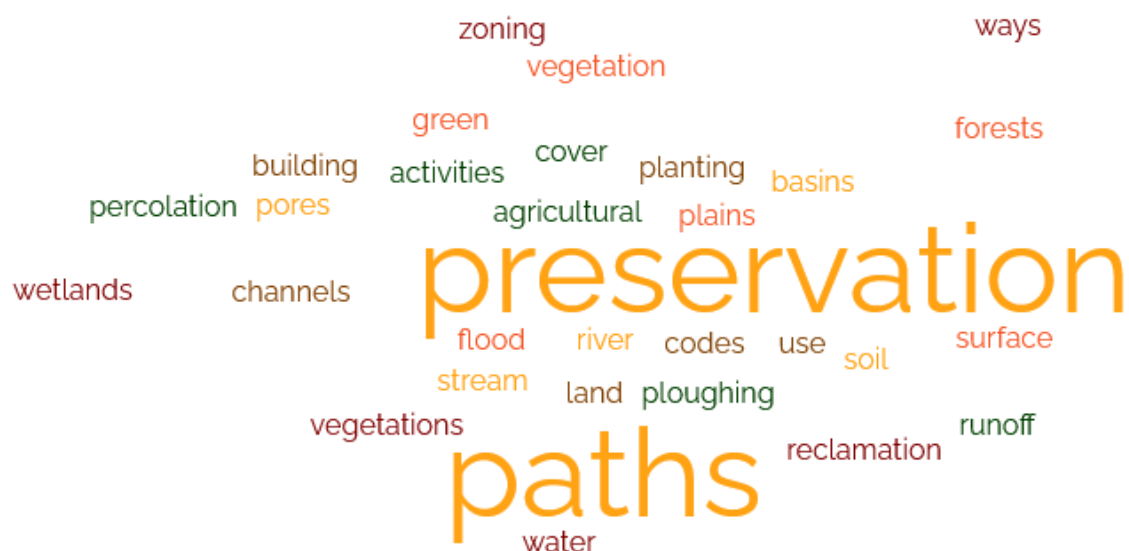 zoning
ways
vegetation
green
forests
cover
building
activities
planting
basins
percolation
pores
agricultural
plains
preservation
wetlands
channels
flood
river
codes
use
soil
surface
stream
land
ploughing
vegetations
runoff
reclamation
paths
water